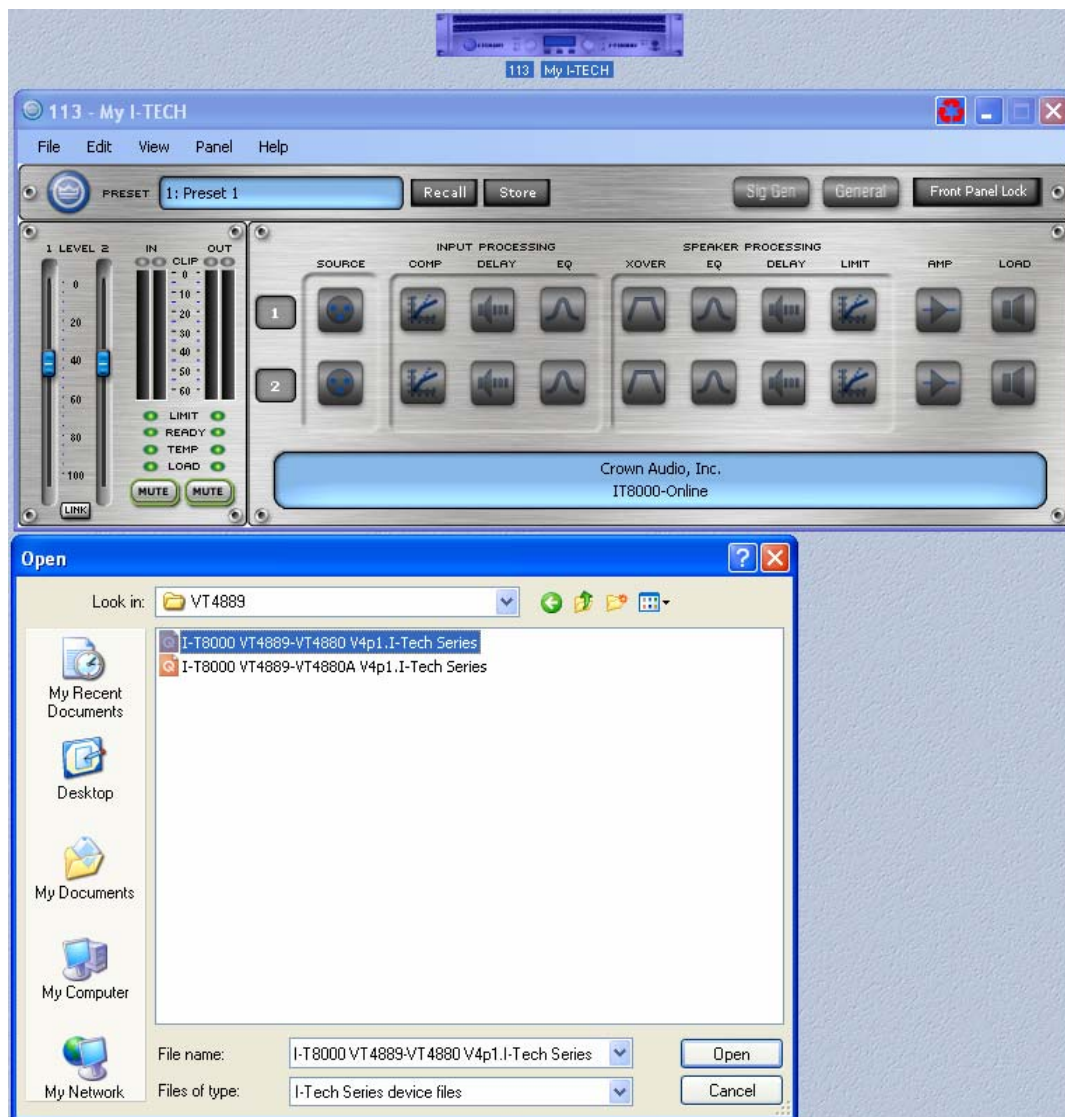 113 My I-TECH
113 - My I-TECH
File Edit View Panel Help
PRESET 1: Preset 1 Recall Store Sig Gen General Front Panel Lock
1 LEVEL 2 IN OUT
CLIP
0
10
20
30
40
50
60
0
20
40
60
80
100
LIMIT
READY
TEMP
LOAD
MUTE MUTE
LINK
INPUT PROCESSING SPEAKER PROCESSING
SOURCE COMP DELAY EQ XOVER EQ DELAY LIMIT AMP LOAD
1
2
Crown Audio, Inc.
IT8000-Online
Open
Look in: VT4889
I-T8000 VT4889-VT4880 V4p1.I-Tech Series
I-T8000 VT4889-VT4880A V4p1.I-Tech Series
My Recent
Documents
Desktop
My Documents
My Computer
My Network
File name: I-T8000 VT4889-VT4880 V4p1.I-Tech Series Open
Files of type: I-Tech Series device files Cancel